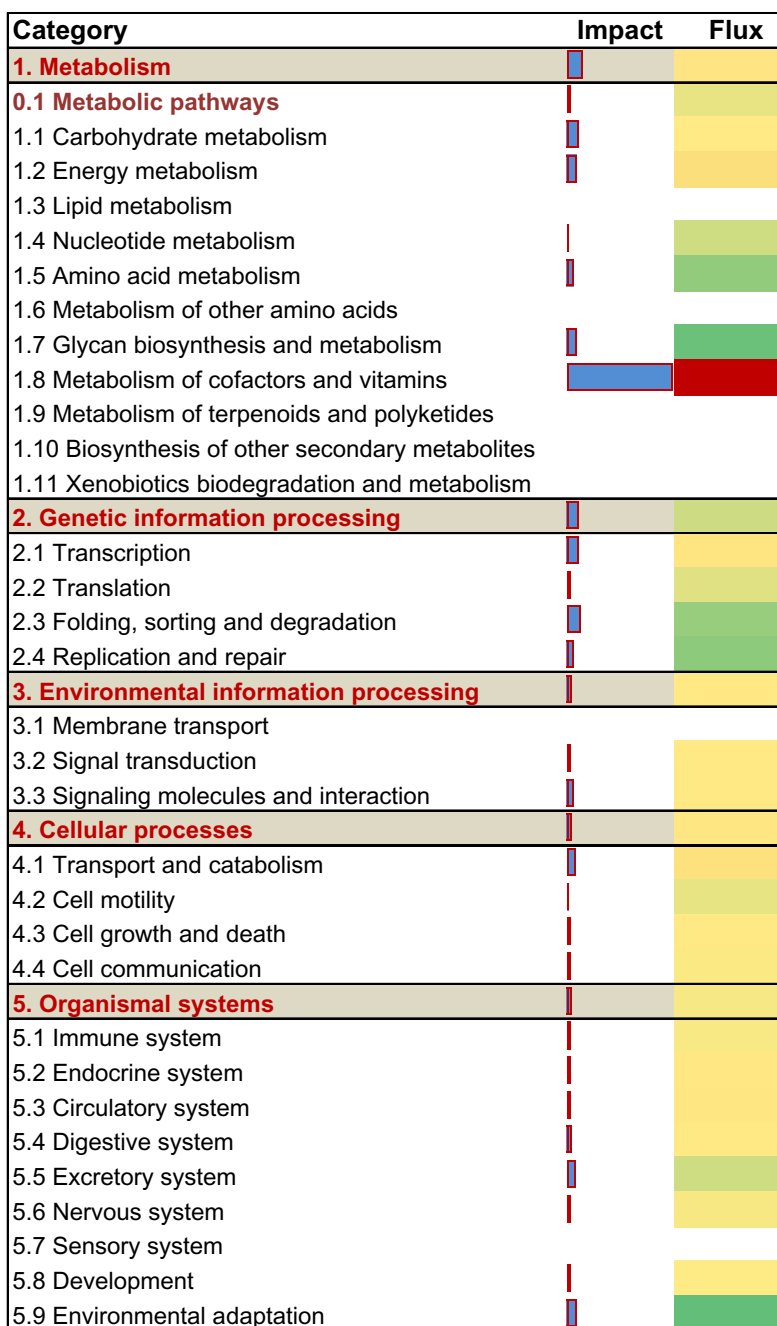 Category Impact Flux
1. Metabolism
0.1 Metabolic pathways
1.1 Carbohydrate metabolism
1.2 Energy metabolism
1.3 Lipid metabolism
1.4 Nucleotide metabolism
1.5 Amino acid metabolism
1.6 Metabolism of other amino acids
1.7 Glycan biosynthesis and metabolism
1.8 Metabolism of cofactors and vitamins
1.9 Metabolism of terpenoids and polyketides
1.10 Biosynthesis of other secondary metabolites
1.11 Xenobiotics biodegradation and metabolism
2. Genetic information processing
2.1 Transcription
2.2 Translation
2.3 Folding, sorting and degradation
2.4 Replication and repair
3. Environmental information processing
3.1 Membrane transport
3.2 Signal transduction
3.3 Signaling molecules and interaction
4. Cellular processes
4.1 Transport and catabolism
4.2 Cell motility
4.3 Cell growth and death
4.4 Cell communication
5. Organismal systems
5.1 Immune system
5.2 Endocrine system
5.3 Circulatory system
5.4 Digestive system
5.5 Excretory system
5.6 Nervous system
5.7 Sensory system
5.8 Development
5.9 Environmental adaptation